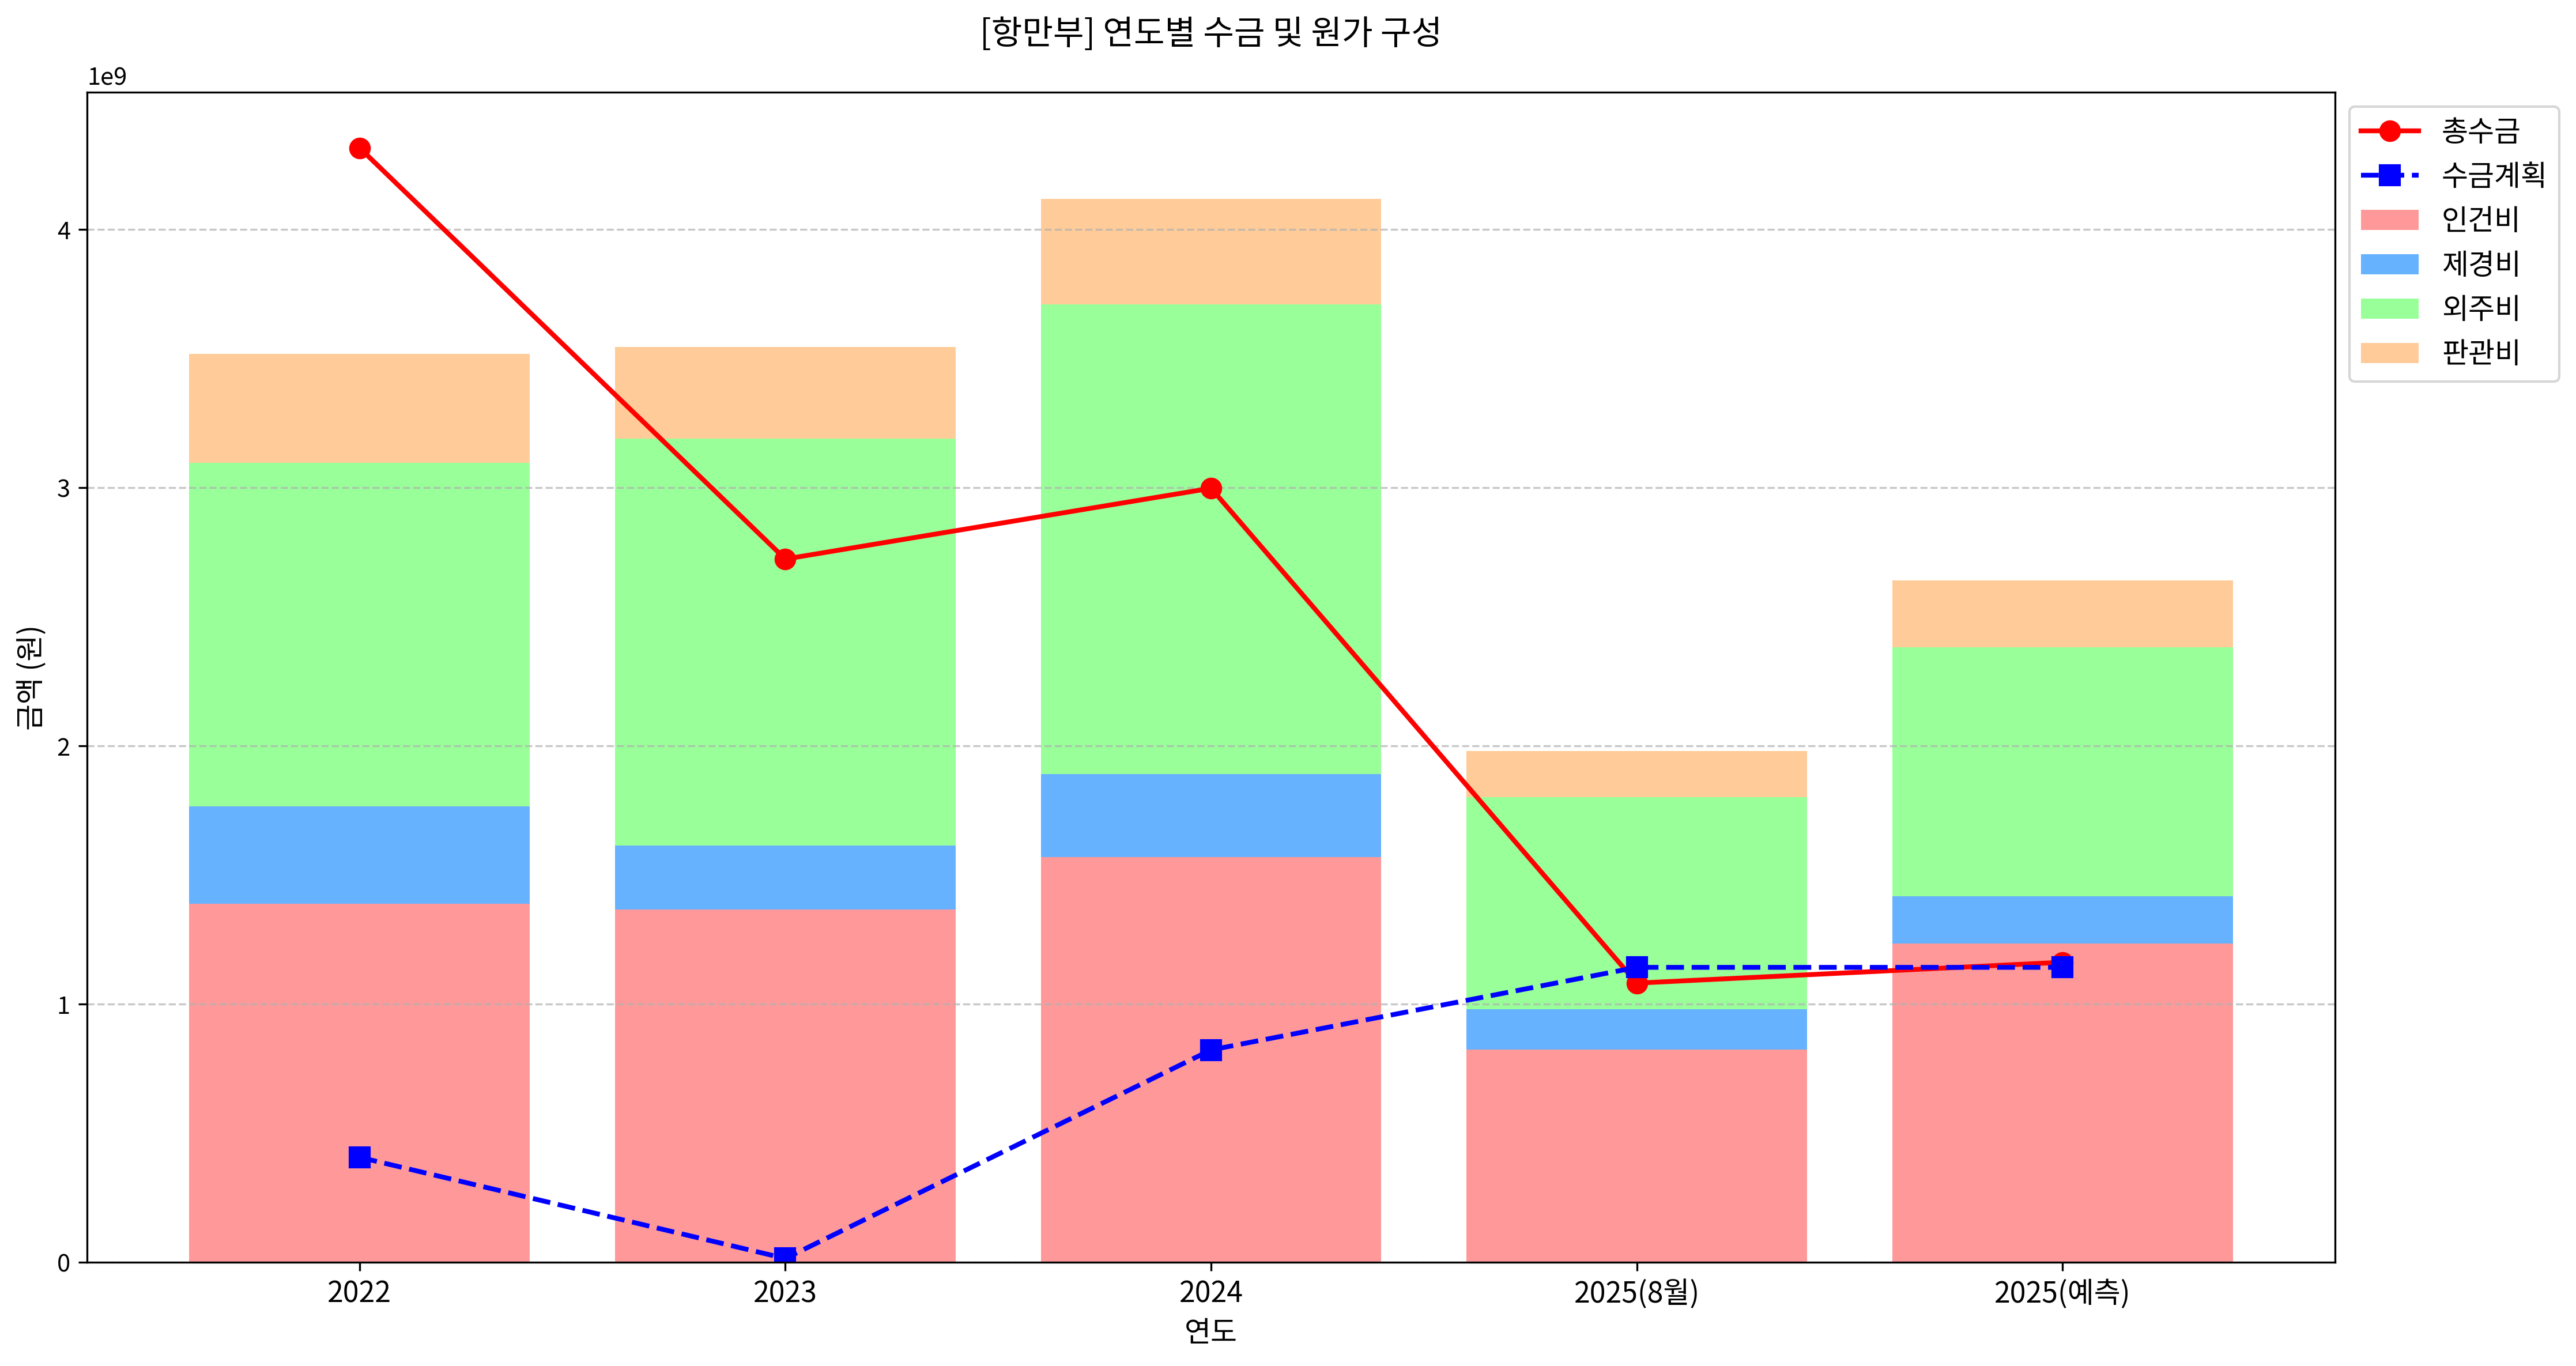 [항만부] 연도별 수금 및 원가 구성
1e9
4
3
2
1
0
금액 (원)
2022
2023
2024
2025(8월)
2025(예측)
연도
총수금
수금계획
인건비
제경비
외주비
판관비